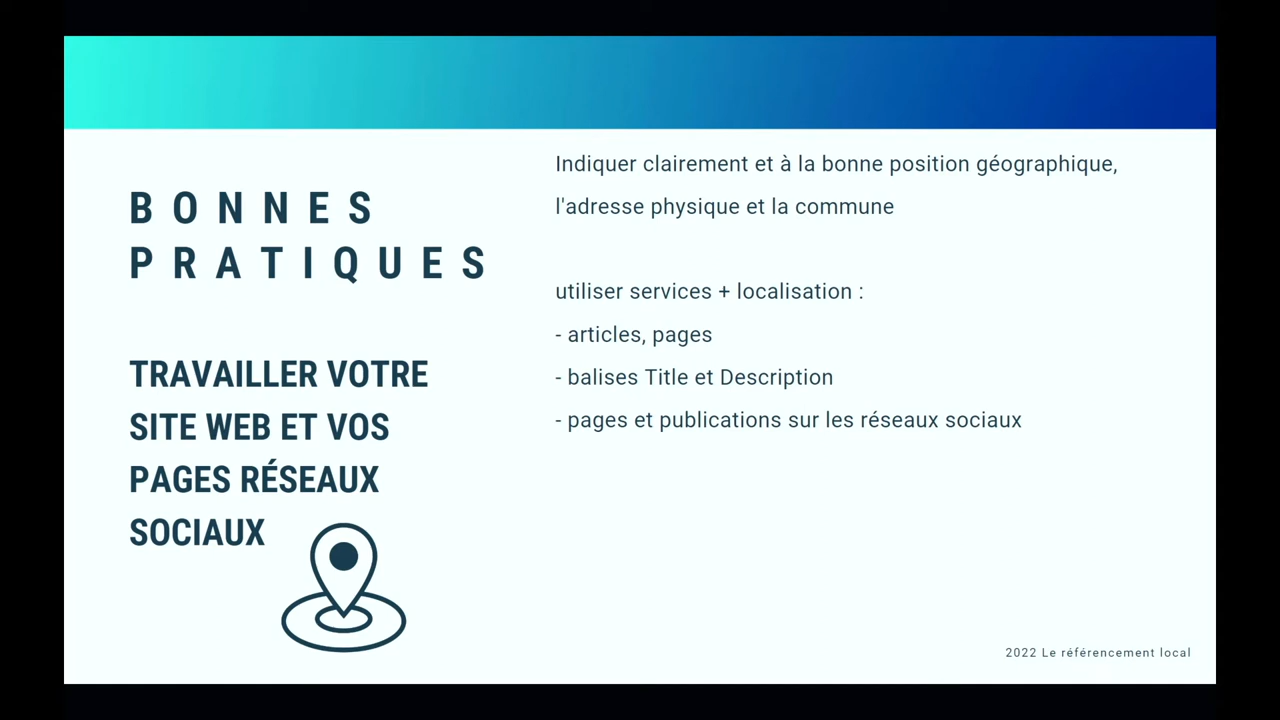 BONNES
PRATIQUES
TRAVAILLER VOTRE
SITE WEB ET VOS
PAGES RÉSEAUX
SOCIAUX
Indiquer clairement et à la bonne position géographique,
l'adresse physique et la commune
utiliser services + localisation :
- articles, pages
- balises Title et Description
- pages et publications sur les réseaux sociaux
2022 Le référencement local